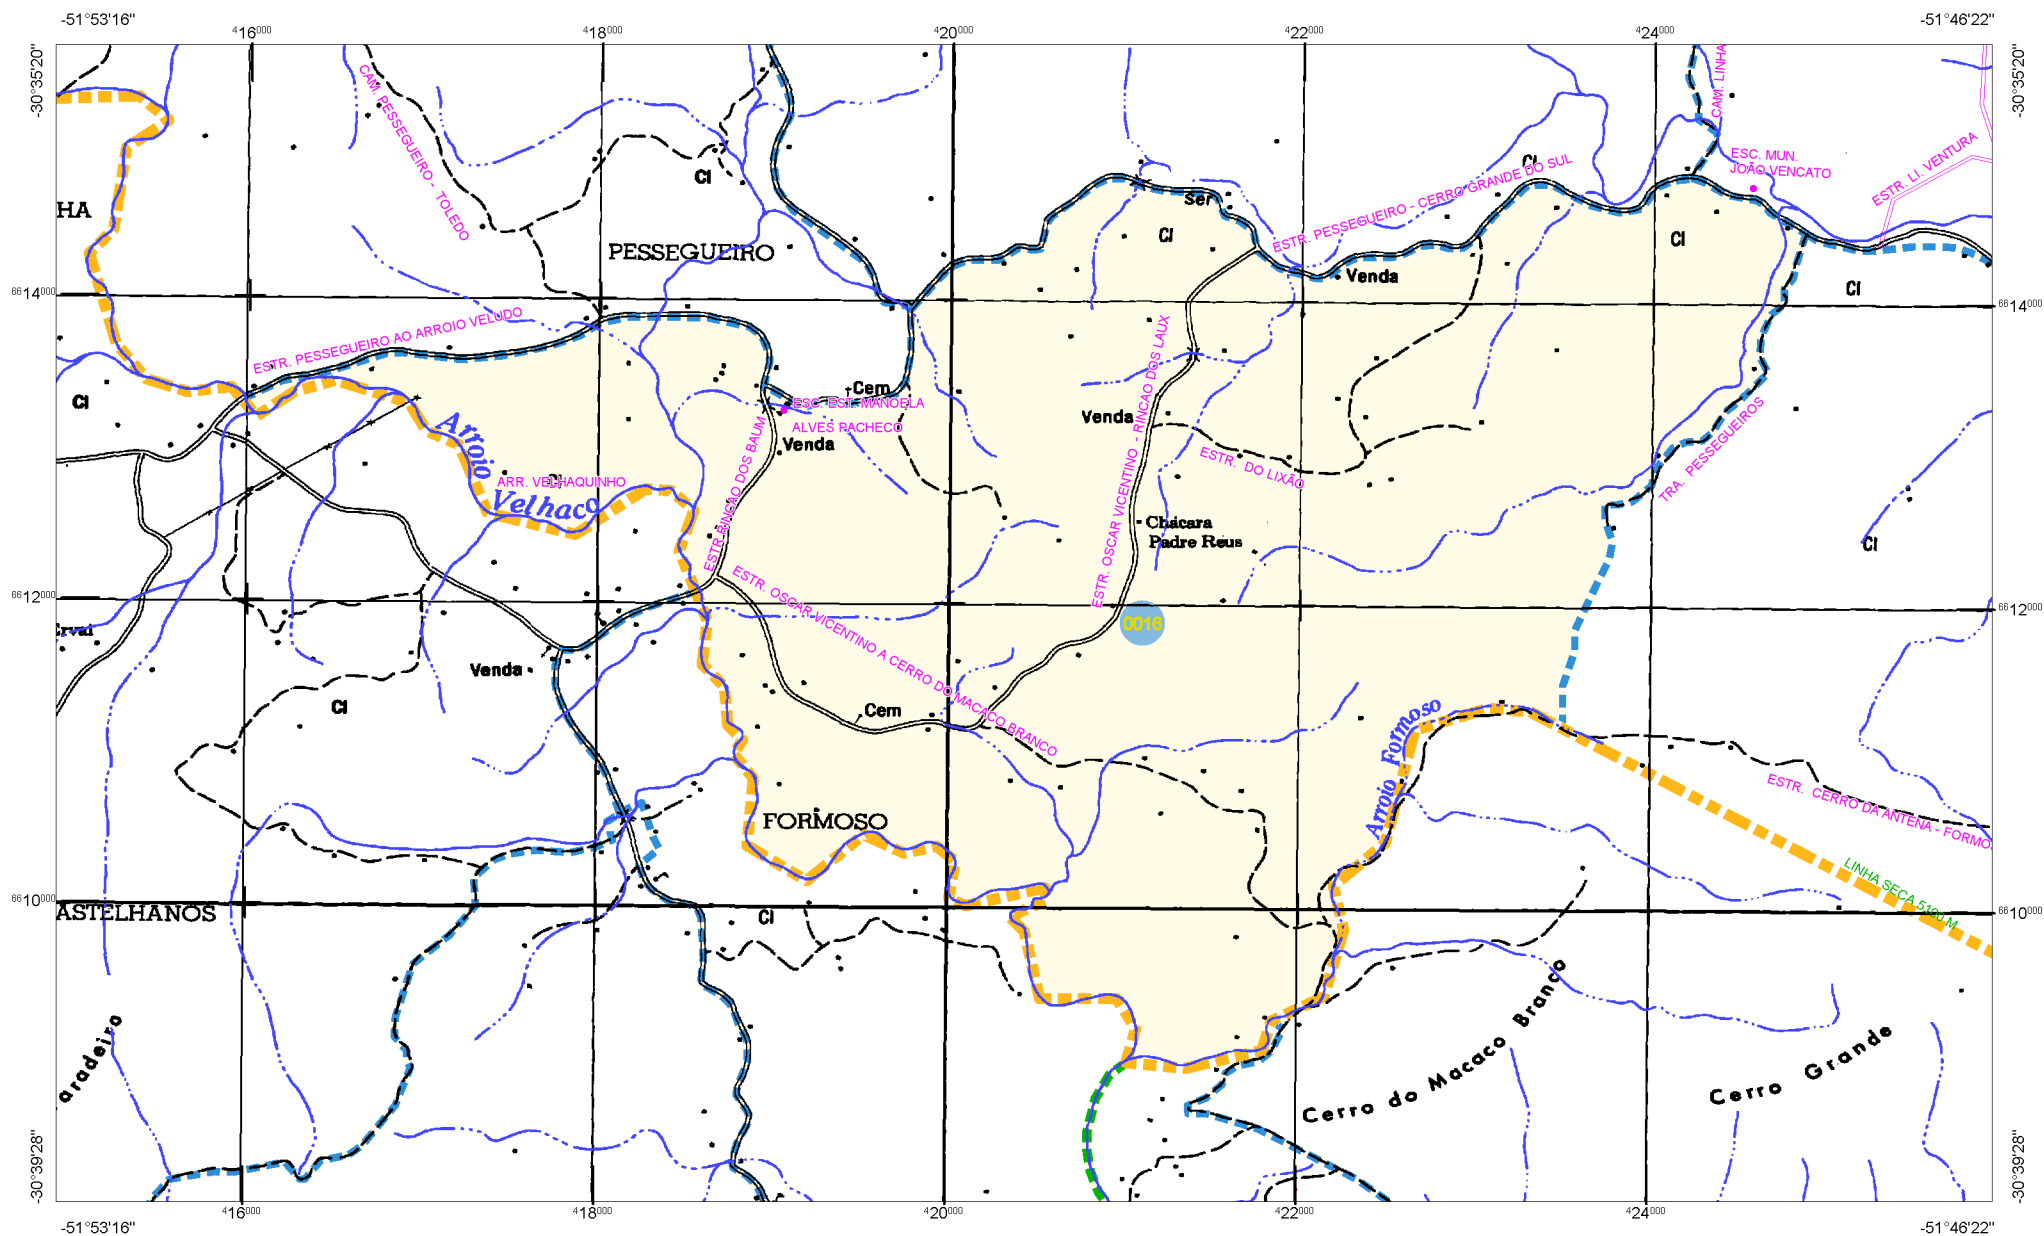 -51°53'16"
-51°46'22"
416000
418000
420000
422000
424000
-30°35'20"
-30°35'20"
CAM. PESSEGUEIRO - TOLEDO
CAM. LINHA
ESC. MUN.
JOÃO VENCATO
ESTR. LI. VENTURA
CI
CI
HA
Ser
ESTR. PESSEGUEIRO - CERRO GRANDE DO SUL
PESSEGUEIRO
CI
CI
Venda
CI
6614000
6614000
ESTR. PESSEGUEIRO AO ARROIO VELUDO
CI
Cem
ESC. EST. MANOELA
ALVES PACHECO
Venda
Venda
ESTR. OSCAR VICENTINO - RINCAO DOS LAUX
ESTR. RINCAO DOS BAUM
Arroio
Velhaco
ARR. VELHAQUINHO
CI
ESTR. DO LIXÃO
TRA. PESSEGUEIROS
Chácara
Padre Reus
CI
ESTR. OSCAR VICENTINO A CERRO DO MACACO BRANCO
6612000
6612000
0016
Erval
Venda
CI
Cem
Arroio Formoso
ESTR. CERRO DA ANTENA - FORMO
FORMOSO
LINHA SECA 5100 M
6610000
6610000
ASTELHANOS
CI
aradeiro
Cerro do Macaco Branco
Cerro Grande
-30°39'28"
-30°39'28"
416000
418000
420000
422000
424000
-51°53'16"
-51°46'22"